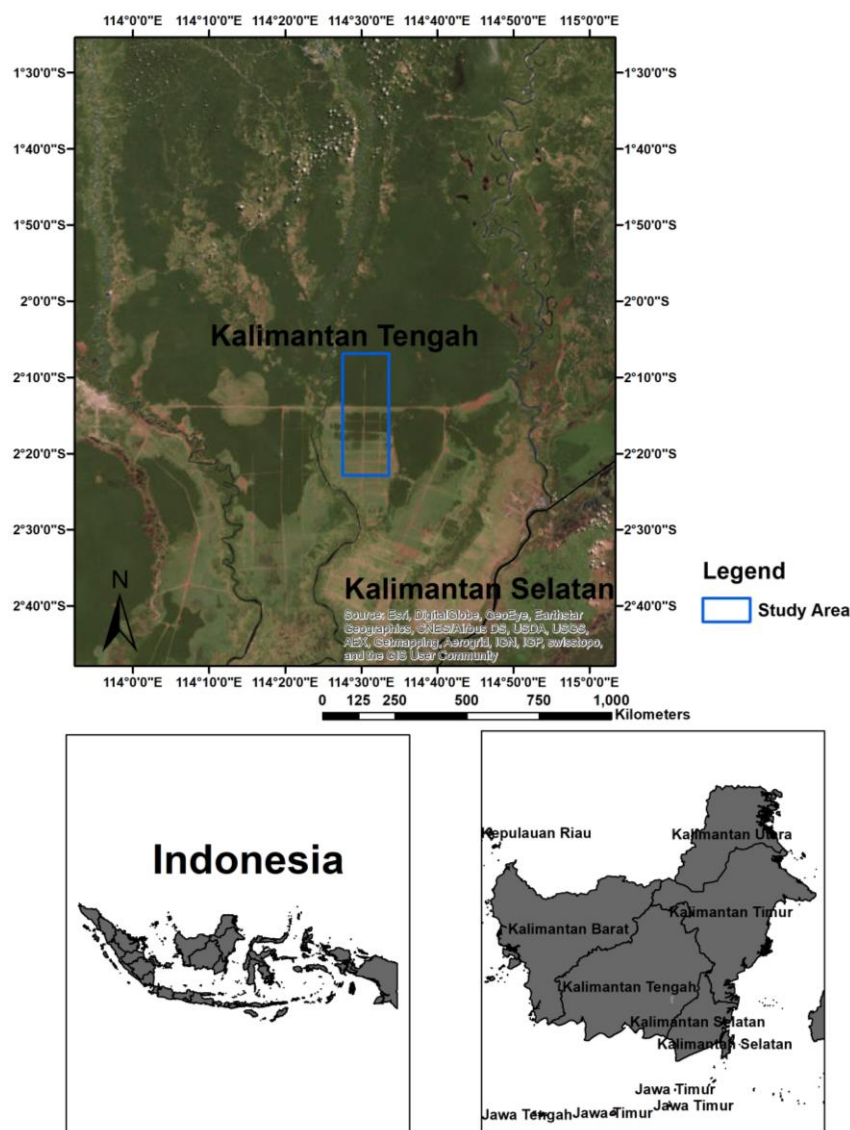 114°0'0"E 114°10'0"E 114°20'0"E 114°30'0"E 114°40'0"E 114°50'0"E 115°0'0"E
1°30'0"S 1°30'0"S
1°40'0"S 1°40'0"S
1°50'0"S 1°50'0"S
2°0'0"S 2°0'0"S
Kalimantan Tengah
2°10'0"S 2°10'0"S
2°20'0"S 2°20'0"S
2°30'0"S 2°30'0"S
N
Kalimantan Selatan
2°40'0"S 2°40'0"S
Source: Esri, DigitalGlobe, GeoEye, Earthstar
Geographics, CNES/Airbus DS, USDA, USGS,
AEX, Getmapping, Aerogrid, IGN, IGP, swisstopo,
and the GIS User Community
Legend
Study Area
114°0'0"E 114°10'0"E 114°20'0"E 114°30'0"E 114°40'0"E 114°50'0"E 115°0'0"E
0 125 250 500 750 1,000
Kilometers
Indonesia
Kepulauan Riau
Kalimantan Utara
Kalimantan Timur
Kalimantan Barat
Kalimantan Tengah
Kalimantan Selatan
Kalimantan Selatan
Jawa Timur
Jawa Timur
Jawa Tengah
Jawa Timur